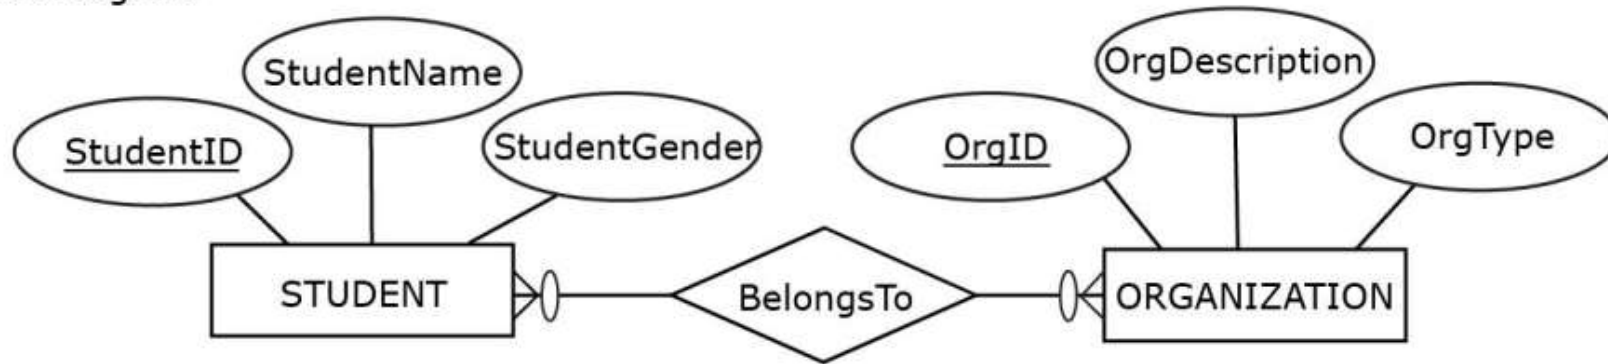 StudentName
OrgDescription
StudentID
StudentGender
OrgID
OrgType
STUDENT
BelongsTo
ORGANIZATION